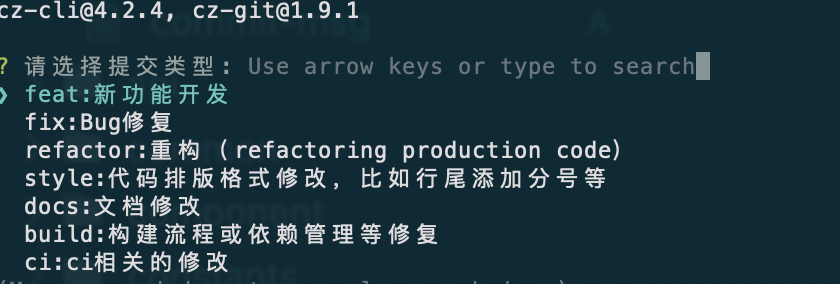 cz-cli@4.2.4, cz-git@1.9.1
? 请选择提交类型: Use arrow keys or type to search
❯ feat:新功能开发
fix:Bug修复
refactor:重构 (refactoring production code)
style:代码排版格式修改, 比如行尾添加分号等
docs:文档修改
build:构建流程或依赖管理等修复
ci:ci相关的修改